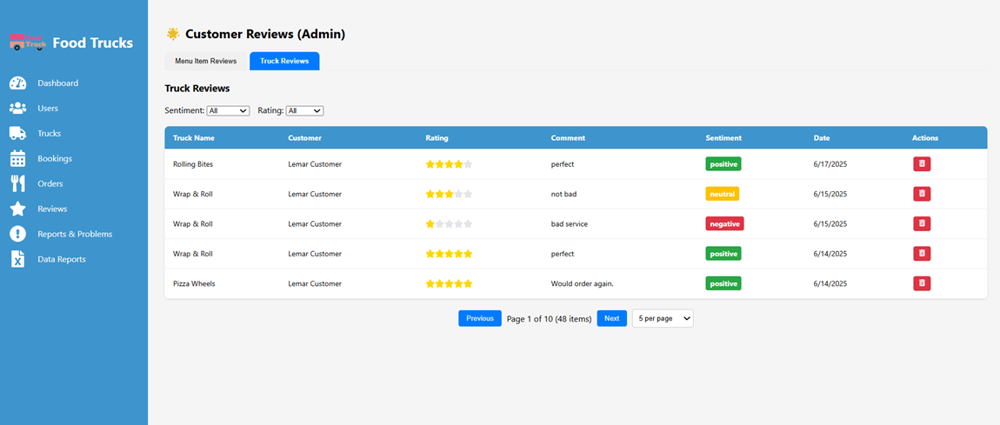 Food Truck
Food Trucks
Dashboard
Users
Trucks
Bookings
Orders
Reviews
Reports & Problems
Data Reports
Customer Reviews (Admin)
Menu Item Reviews Truck Reviews
Truck Reviews
Sentiment: All Rating: All
Truck Name Customer Rating Comment Sentiment Date Actions
Rolling Bites Lemar Customer perfect positive 6/17/2025
Wrap & Roll Lemar Customer not bad neutral 6/15/2025
Wrap & Roll Lemar Customer bad service negative 6/15/2025
Wrap & Roll Lemar Customer perfect positive 6/14/2025
Pizza Wheels Lemar Customer Would order again. positive 6/14/2025
Previous Page 1 of 10 (48 items) Next 5 per page